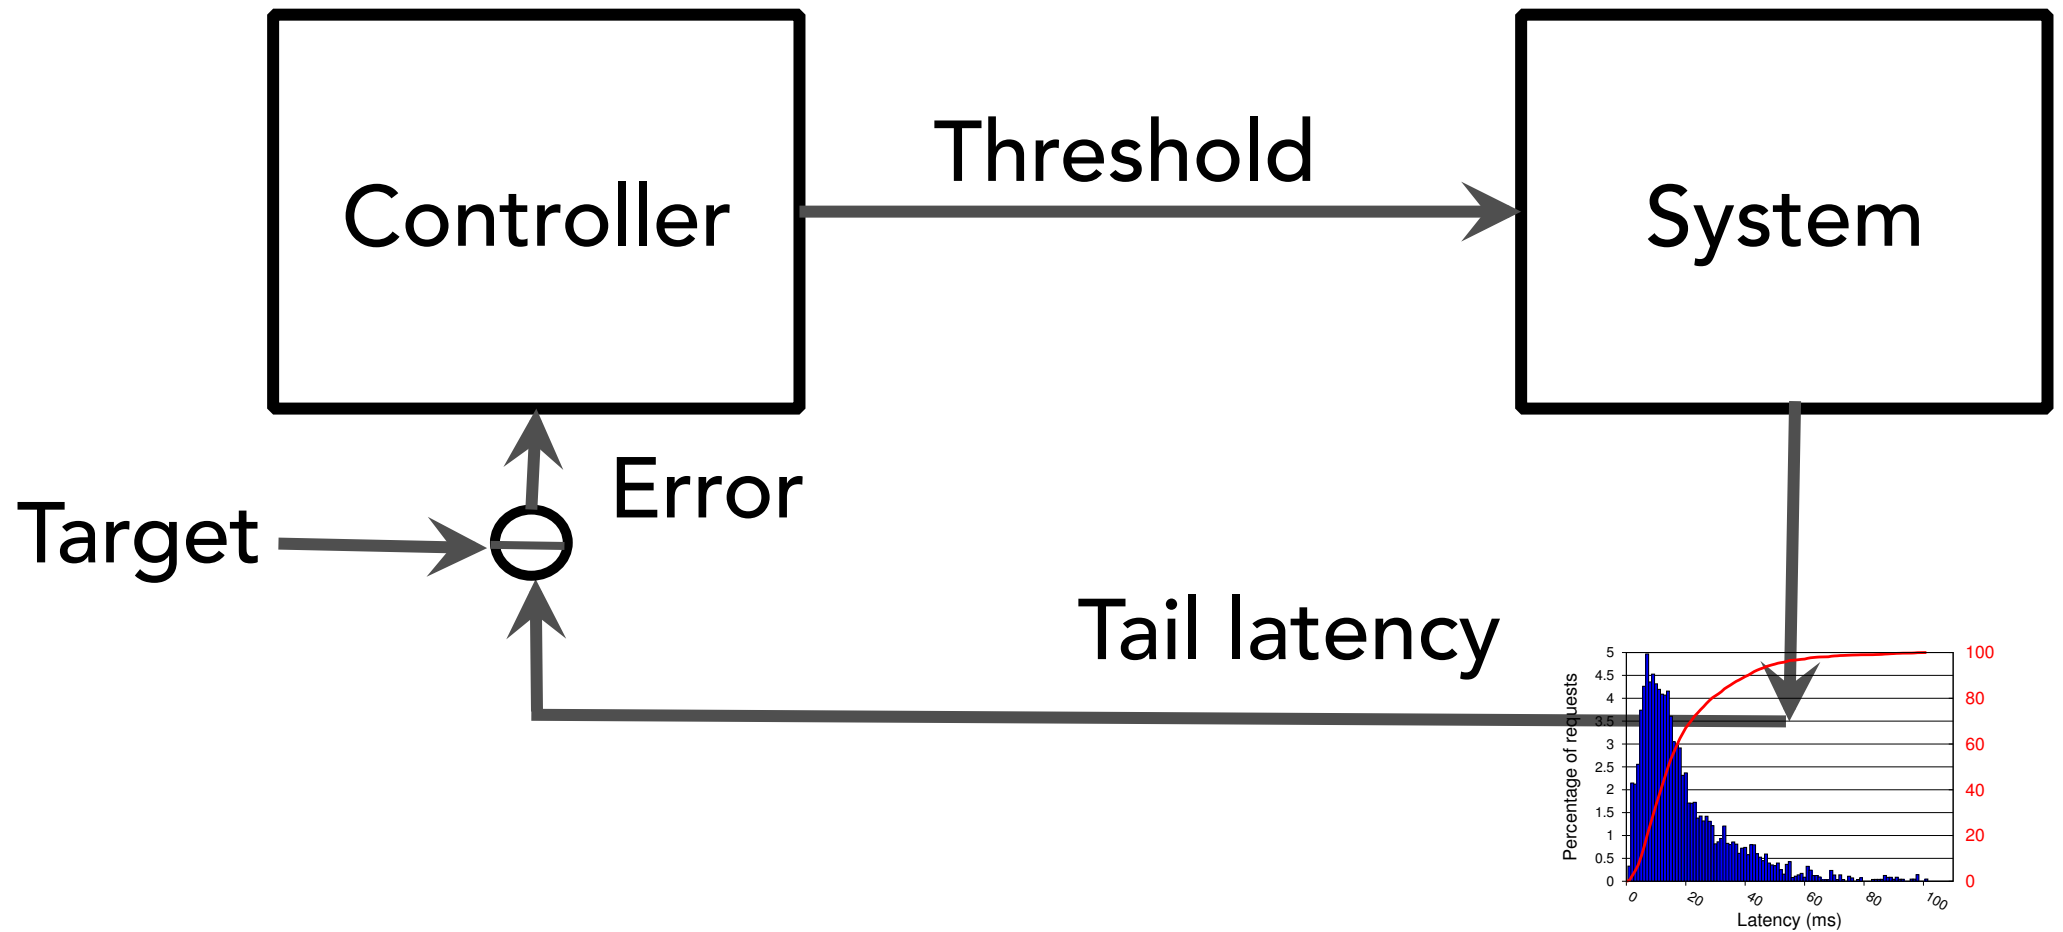 Threshold
Controller
System
Error
Target
Tail latency
5
4.5
4
3.5
3
2.5
2
1.5
1
0.5
0
Percentage of requests
100
80
60
40
20
0
0
20
40
60
80
100
Latency (ms)